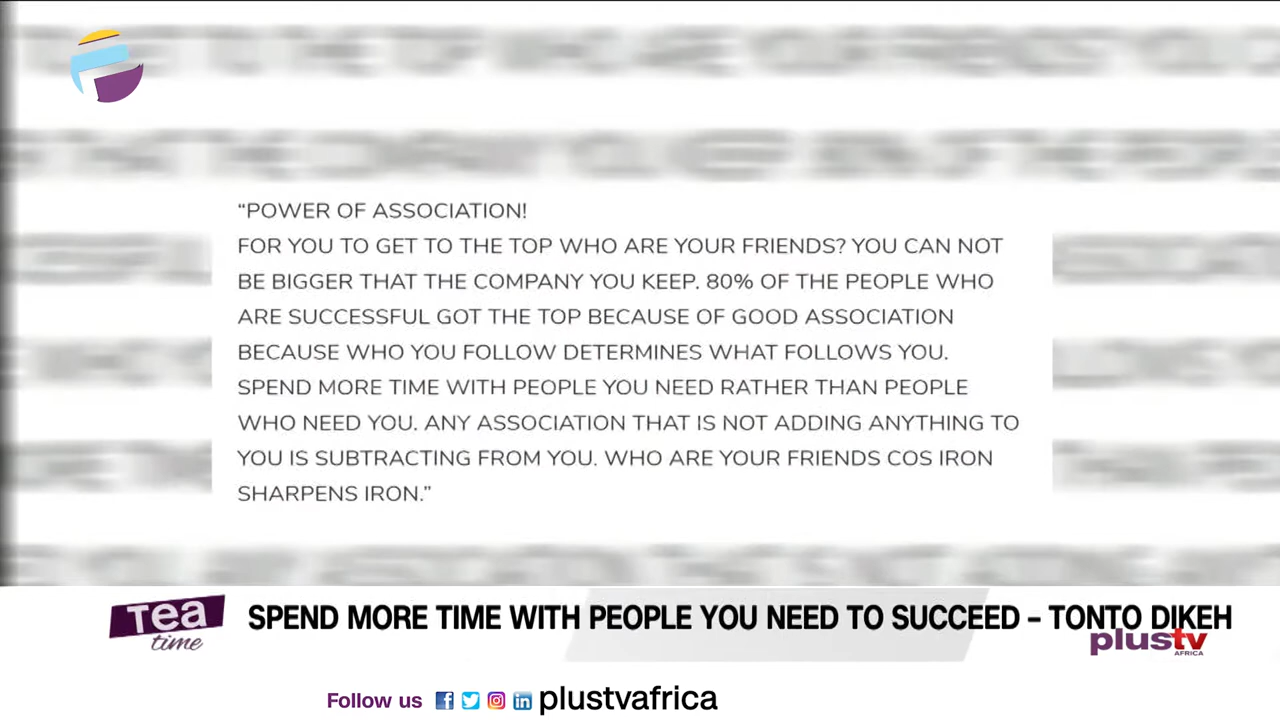 “POWER OF ASSOCIATION!
FOR YOU TO GET TO THE TOP WHO ARE YOUR FRIENDS? YOU CAN NOT
BE BIGGER THAT THE COMPANY YOU KEEP. 80% OF THE PEOPLE WHO
ARE SUCCESSFUL GOT THE TOP BECAUSE OF GOOD ASSOCIATION
BECAUSE WHO YOU FOLLOW DETERMINES WHAT FOLLOWS YOU.
SPEND MORE TIME WITH PEOPLE YOU NEED RATHER THAN PEOPLE
WHO NEED YOU. ANY ASSOCIATION THAT IS NOT ADDING ANYTHING TO
YOU IS SUBTRACTING FROM YOU. WHO ARE YOUR FRIENDS COS IRON
SHARPENS IRON.”
Tea
time
SPEND MORE TIME WITH PEOPLE YOU NEED TO SUCCEED – TONTO DIKEH
plustv
AFRICA
Follow us plustvafrica